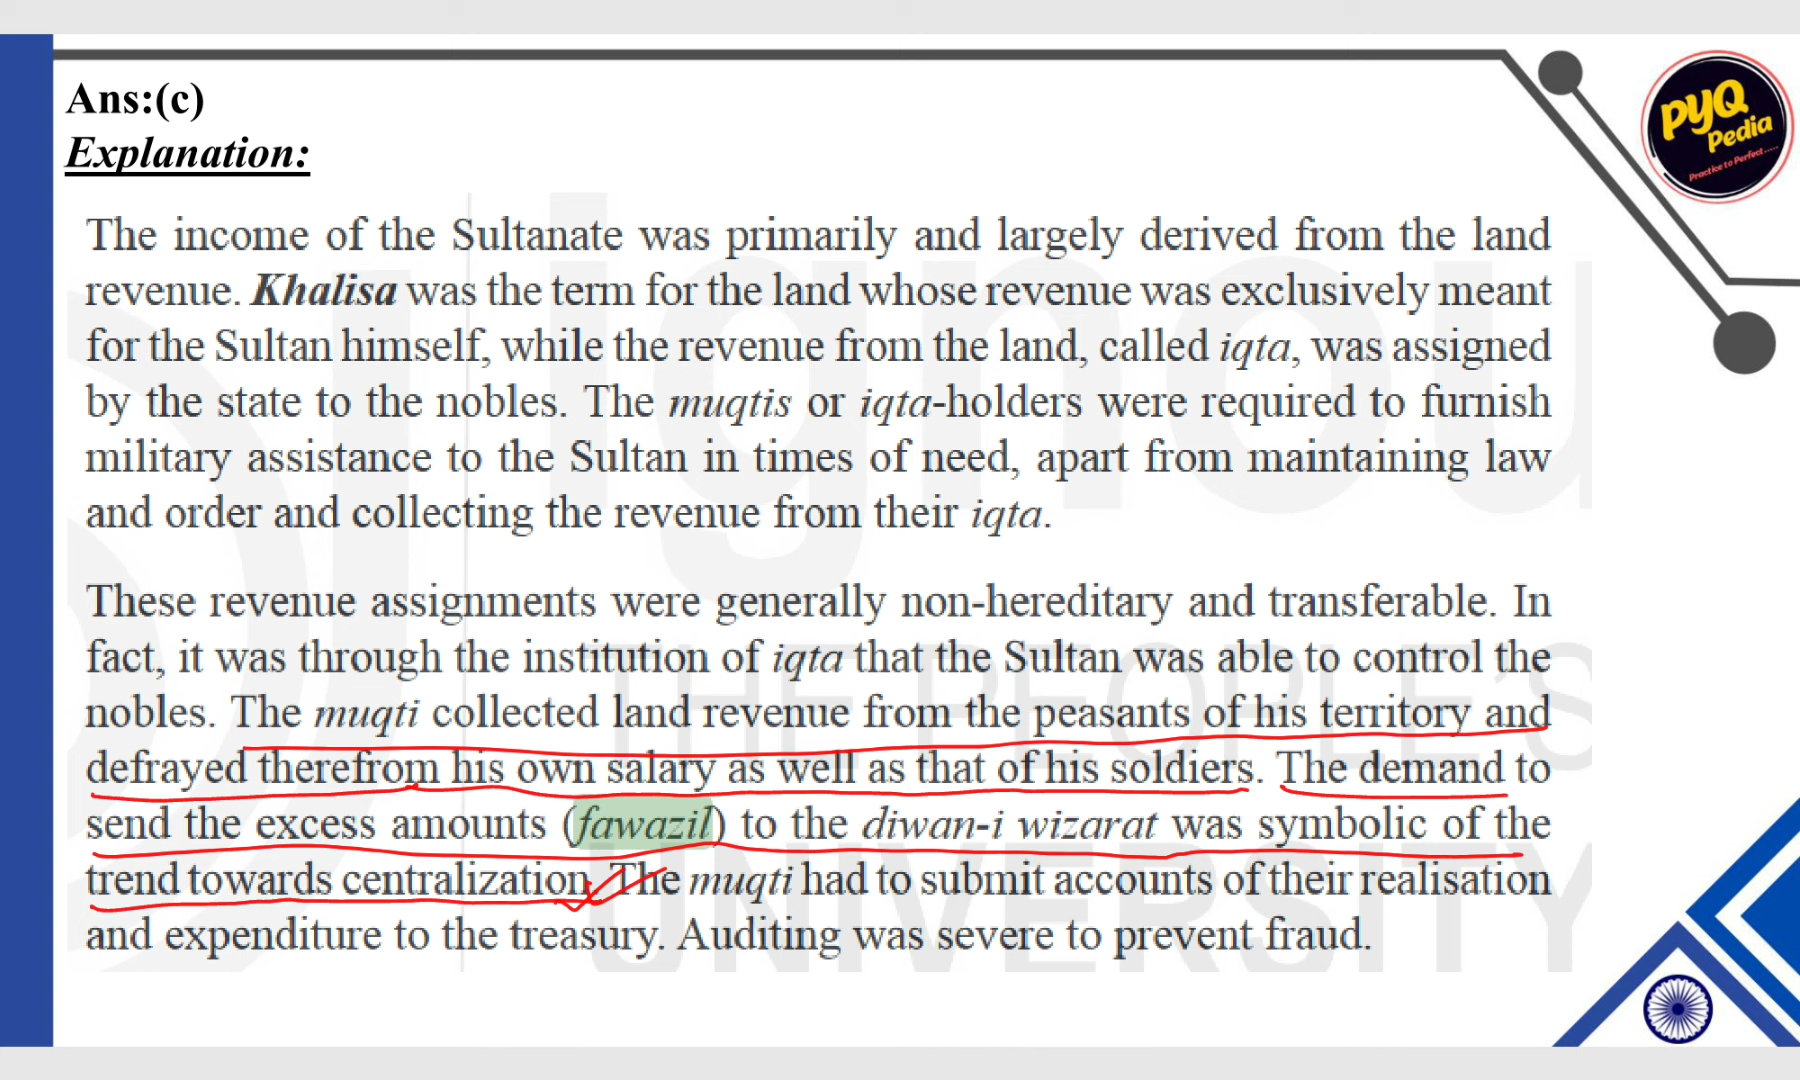 Ans:(c)
Explanation:
PYQ
Pedia
Practice to Perfect.....
The income of the Sultanate was primarily and largely derived from the land
revenue. Khalisa was the term for the land whose revenue was exclusively meant
for the Sultan himself, while the revenue from the land, called iqta, was assigned
by the state to the nobles. The muqtis or iqta-holders were required to furnish
military assistance to the Sultan in times of need, apart from maintaining law
and order and collecting the revenue from their iqta.
These revenue assignments were generally non-hereditary and transferable. In
fact, it was through the institution of iqta that the Sultan was able to control the
nobles. The muqti collected land revenue from the peasants of his territory and
defrayed therefrom his own salary as well as that of his soldiers. The demand to
send the excess amounts (fawazil) to the diwan-i wizarat was symbolic of the
trend towards centralization. The muqti had to submit accounts of their realisation
and expenditure to the treasury. Auditing was severe to prevent fraud.
ignou
THE PEOPLE'S
UNIVERSITY